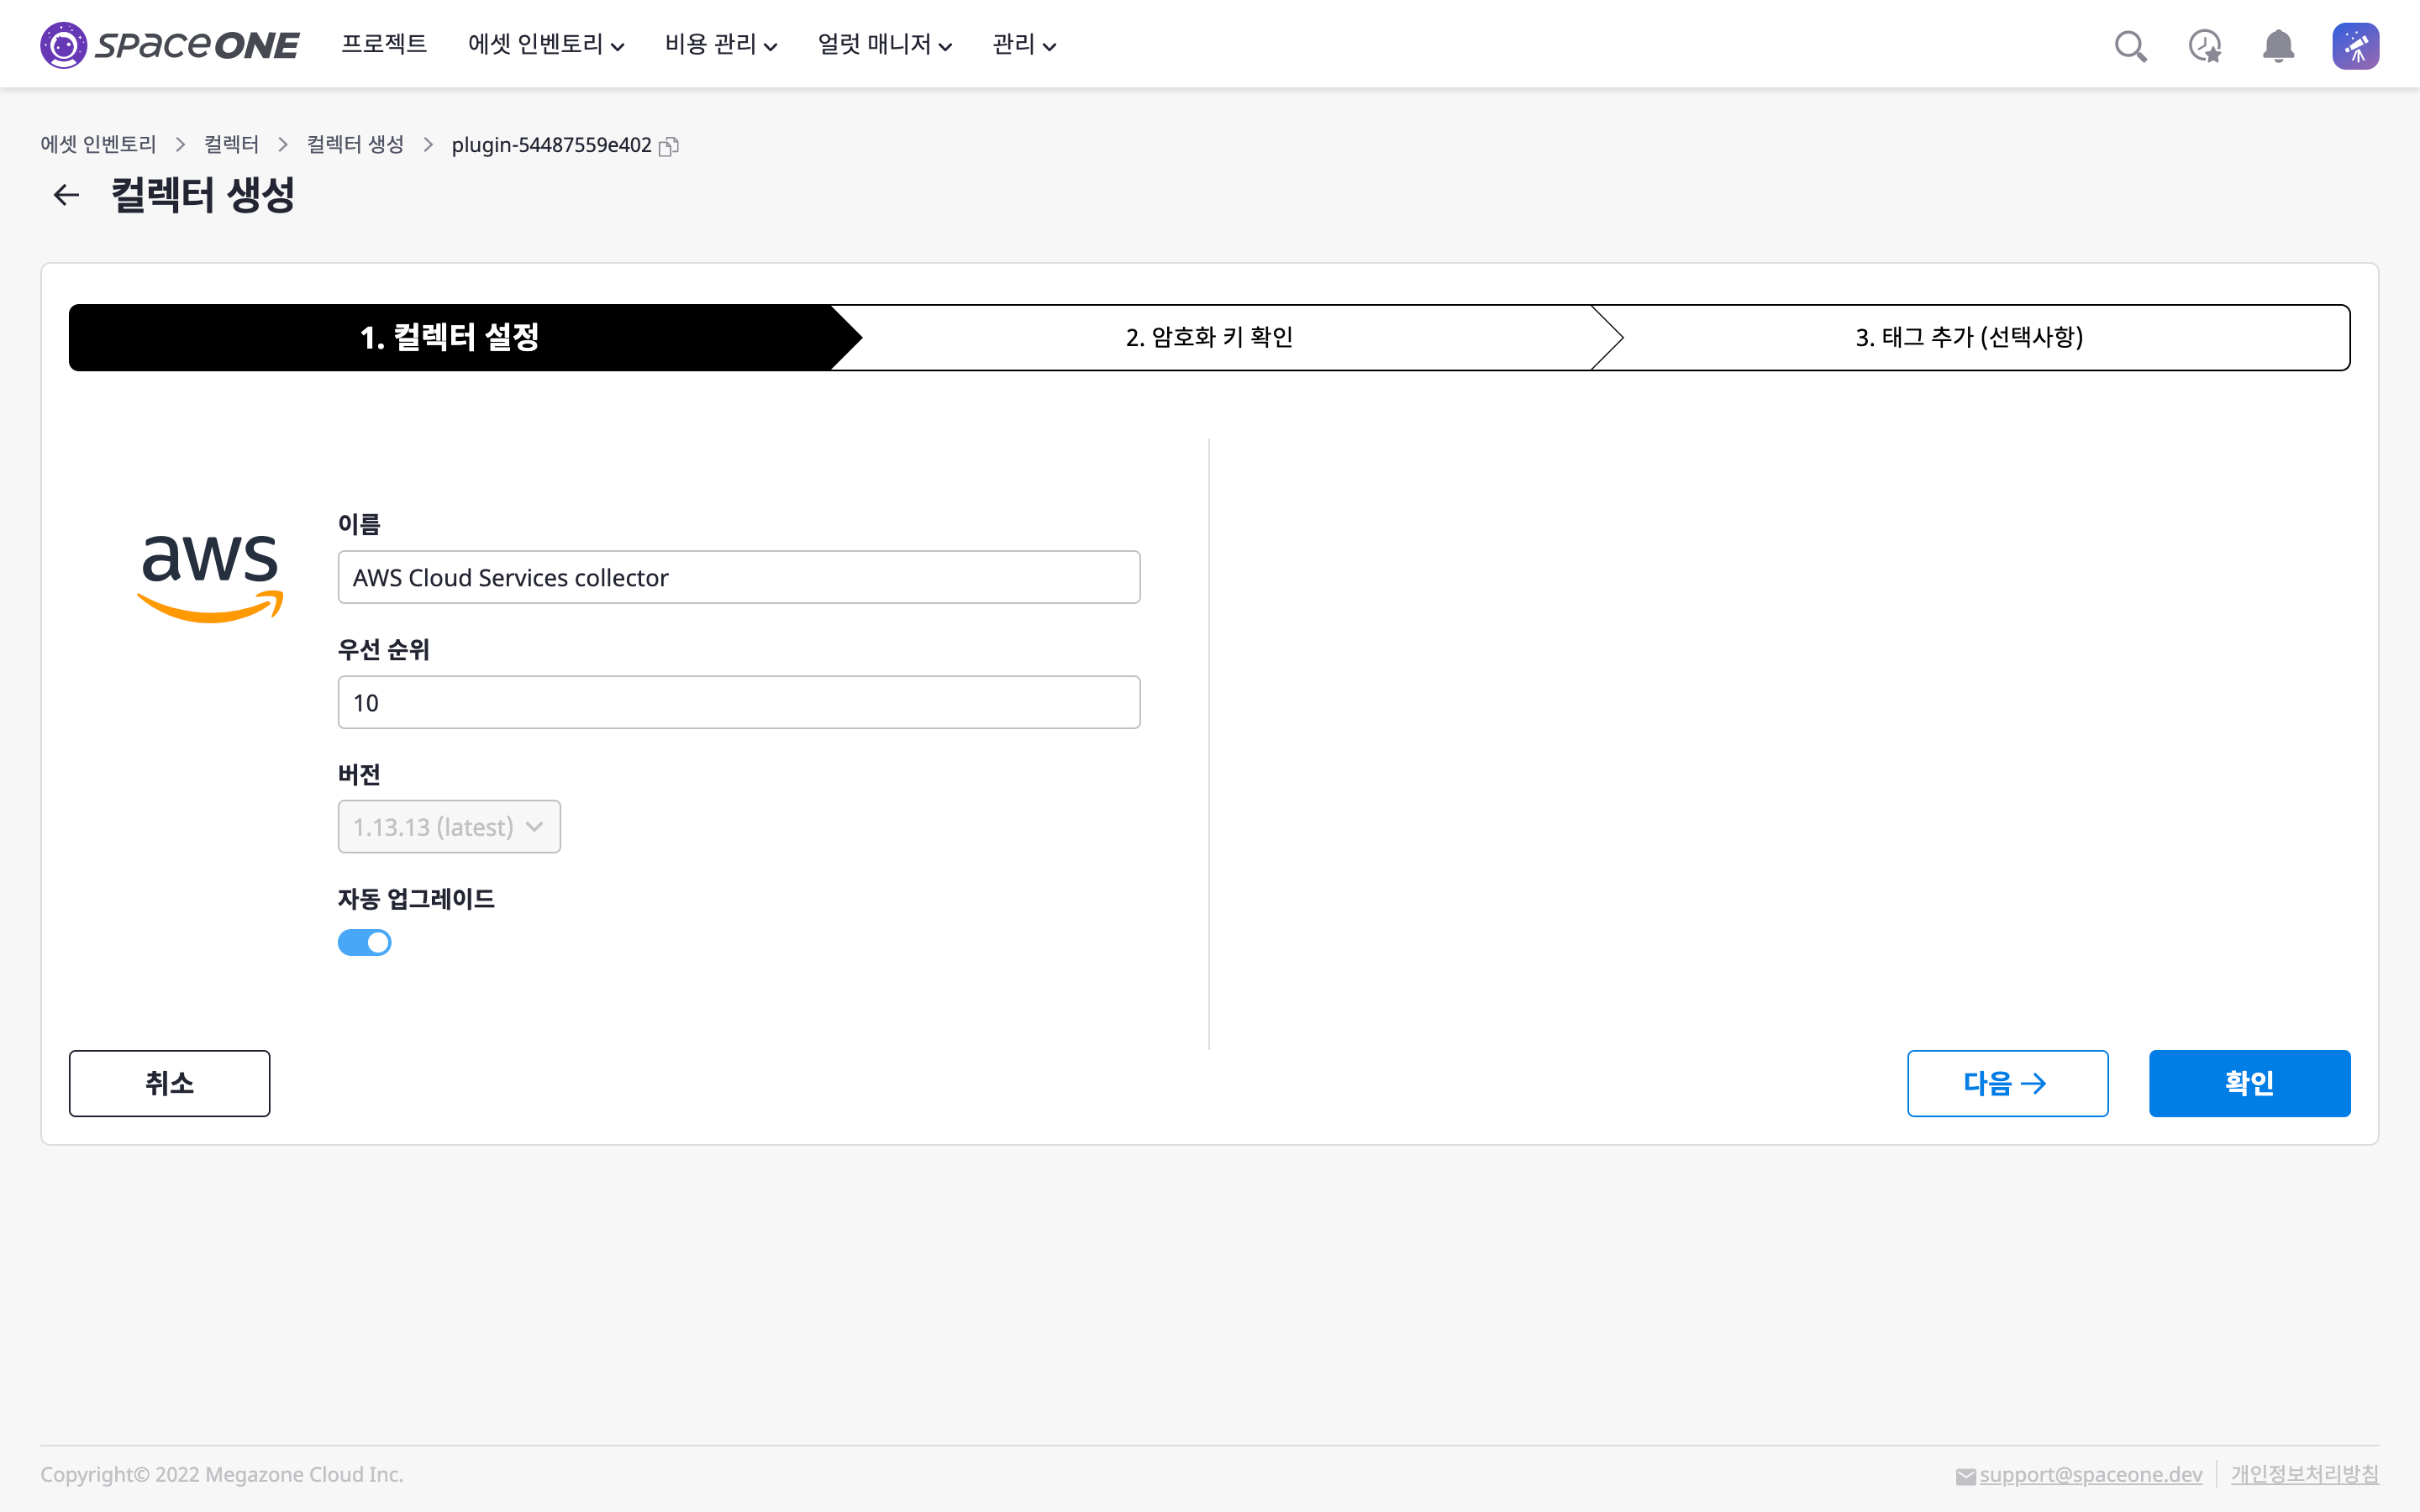 SPaCeONE 프로젝트 에셋 인벤토리 비용 관리 얼럿 매니저 관리
에셋 인벤토리 컬렉터 컬렉터 생성 plugin-54487559e402
컬렉터 생성
1. 컬렉터 설정 2. 암호화 키 확인 3. 태그 추가 (선택사항)
aws
이름
AWS Cloud Services collector
우선 순위
10
버전
1.13.13 (latest)
자동 업그레이드
취소 다음 → 확인
Copyright© 2022 Megazone Cloud Inc. support@spaceone.dev 개인정보처리방침